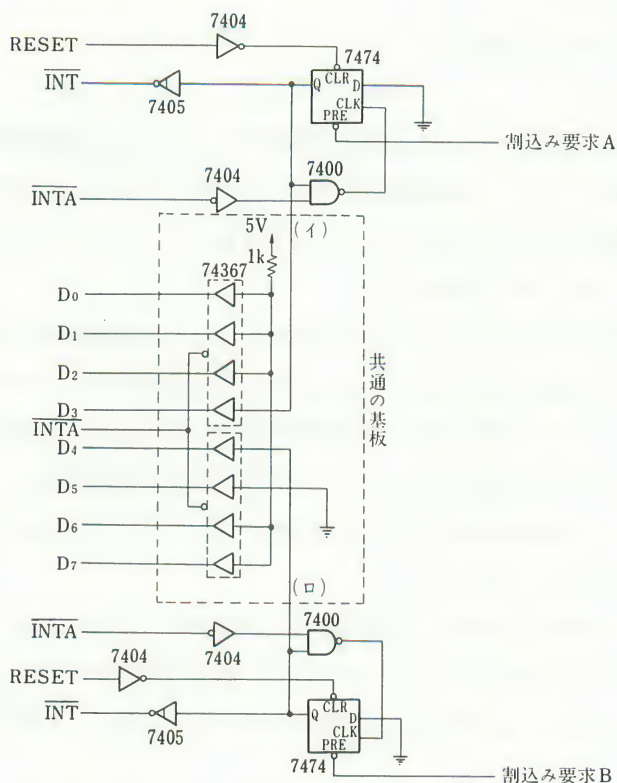 7404
RESET
7474
CLR
Q
D
CLK
PRE
INT
7405
割込み要求A
7404
7400
INTA
(イ)
5V
1k
74367
D0
D1
D2
D3
INTA
D4
D5
D6
D7
共通の基板
(ロ)
7400
INTA
7404
7404
RESET
CLR
Q
D
CLK
PRE
INT
7405
7474
割込み要求B